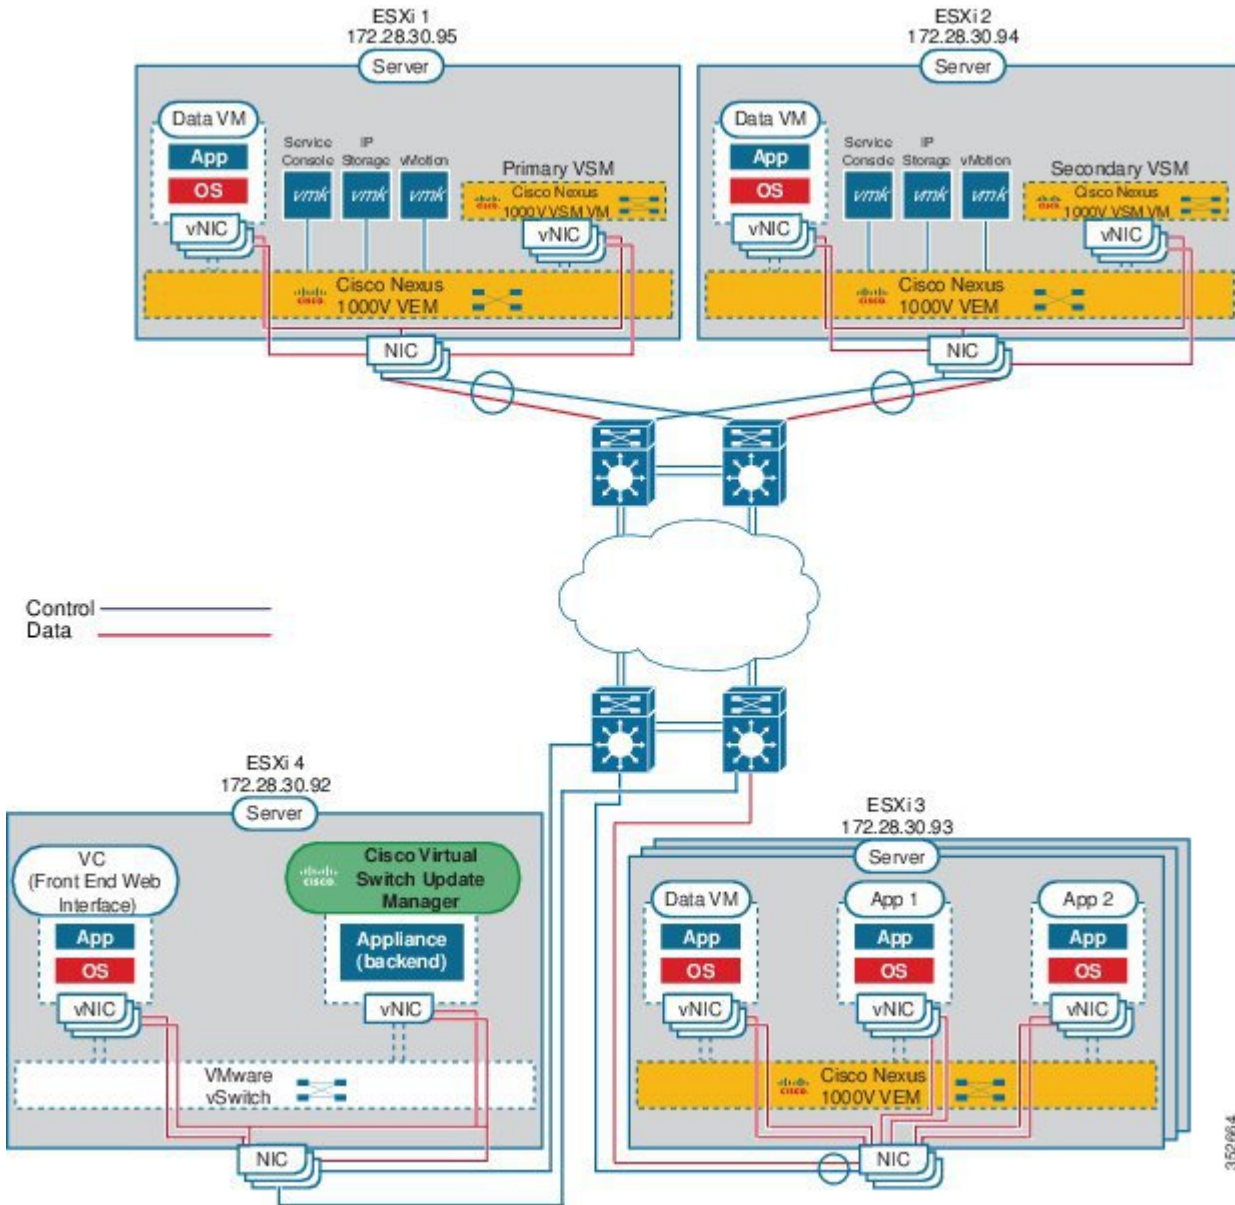 ESXi 1
172.28.30.95
Server
Data VM
App
OS
vNIC
Service
Console
vmk
IP
Storage
vmk
vMotion
vmk
Primary VSM
CISCO.
Cisco Nexus
1000V VSM VM
vNIC
CISCO.
Cisco Nexus
1000V VEM
NIC
ESXi 2
172.28.30.94
Server
Data VM
App
OS
vNIC
Service
Console
vmk
IP
Storage
vmk
vMotion
vmk
Secondary VSM
CISCO.
Cisco Nexus
1000V VSM VM
vNIC
CISCO.
Cisco Nexus
1000V VEM
NIC
Control
Data
ESXi 4
172.28.30.92
Server
VC
(Front End Web
Interface)
App
OS
vNIC
CISCO.
Cisco Virtual
Switch Update
Manager
Appliance
(backend)
vNIC
VMware
vSwitch
NIC
ESXi 3
172.28.30.93
Server
Data VM
App
OS
vNIC
App 1
App
OS
vNIC
App 2
App
OS
vNIC
CISCO.
Cisco Nexus
1000V VEM
NIC
352664